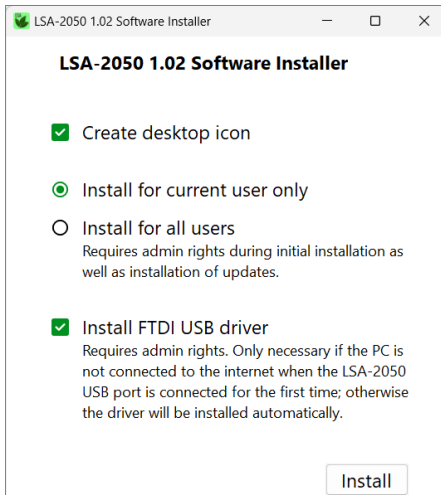 LSA-2050 1.02 Software Installer
LSA-2050 1.02 Software Installer
Create desktop icon
Install for current user only
Install for all users
Requires admin rights during initial installation as
well as installation of updates.
Install FTDI USB driver
Requires admin rights. Only necessary if the PC is
not connected to the internet when the LSA-2050
USB port is connected for the first time; otherwise
the driver will be installed automatically.
Install